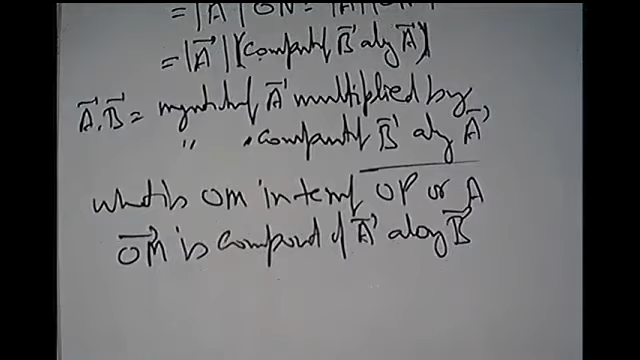 = |A⃗| (Component of B⃗ along A⃗)
A⃗.B⃗ = magnitude of A⃗ multiplied by
" component of B⃗ along A⃗
what is OM in term of OP or A
OM⃗ is component of A⃗ along B⃗